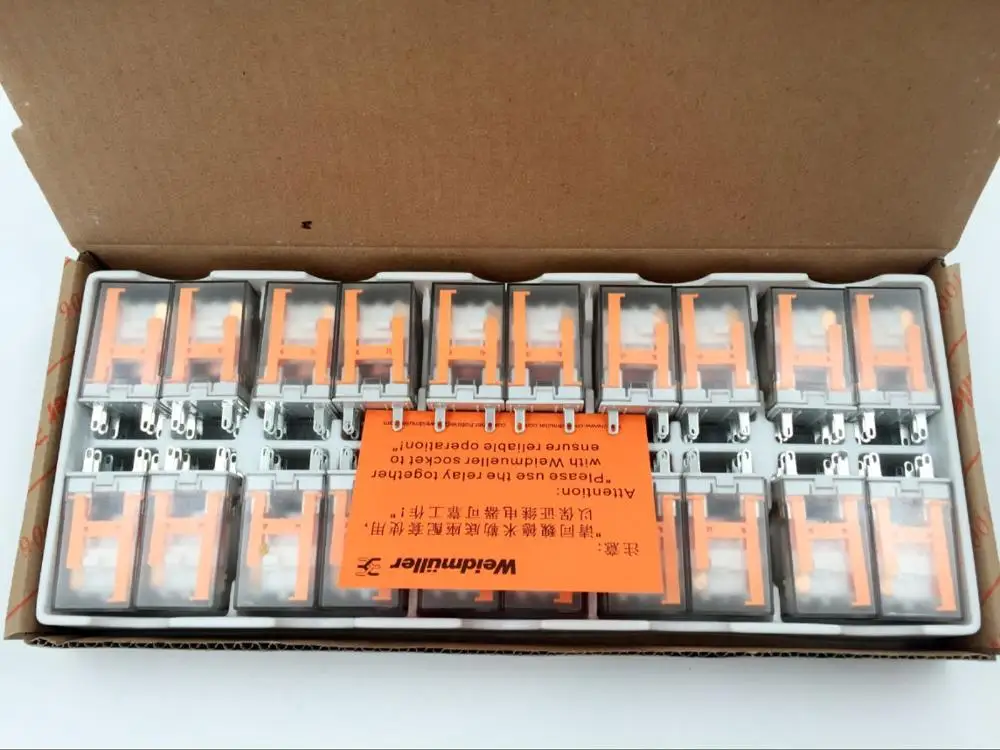 Weidmüller
注意:
"请同魏德米勒底座配套使用,
以保证继电器可靠工作!"
Attention:
"Please use the relay together
with Weidmueller socket to
ensure reliable operation!"